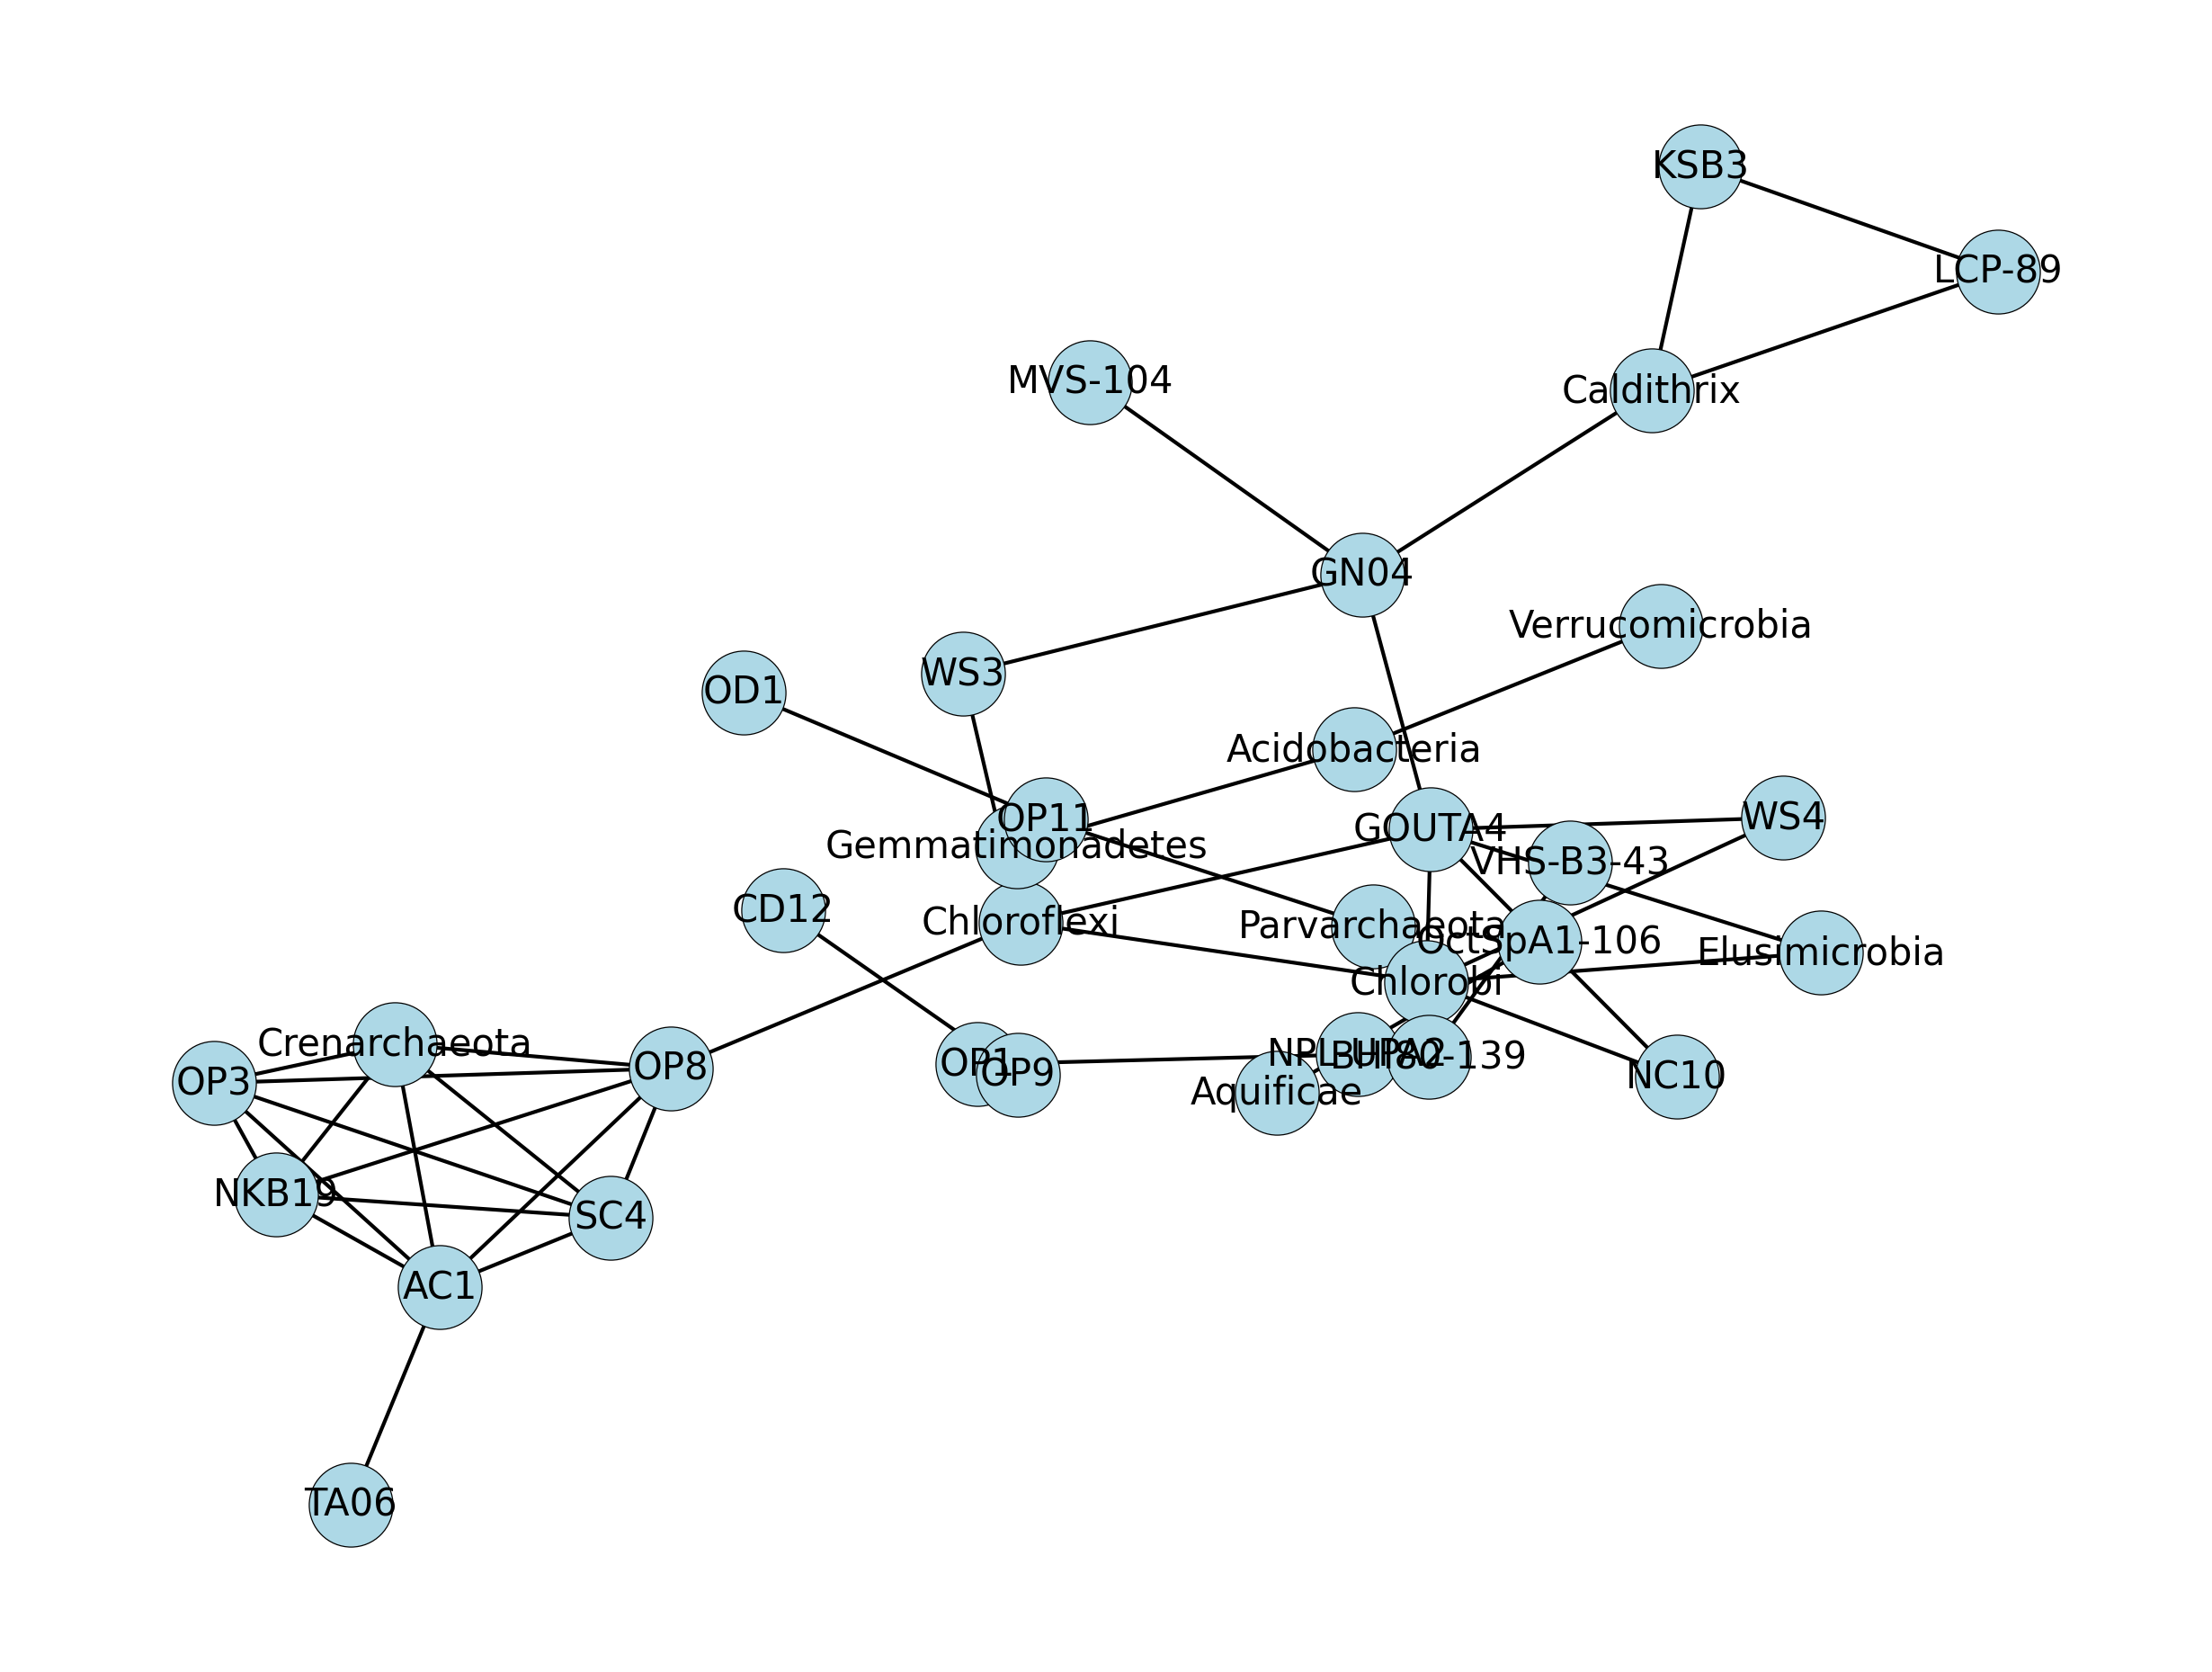 KSB3
LCP-89
MVS-104
Caldithrix
GN04
Verrucomicrobia
WS3
OD1
Acidobacteria
OP11
WS4
GOUTA4
Gemmatimonadetes
VHS-B3-43
CD12
Chloroflexi
Parvarchaeota
OctSpA1-106
Elusimicrobia
Chlorobi
Crenarchaeota
NPL-UPA2
BHI80-139
OP1
OP9
OP8
NC10
OP3
Aquificae
NKB19
SC4
AC1
TA06